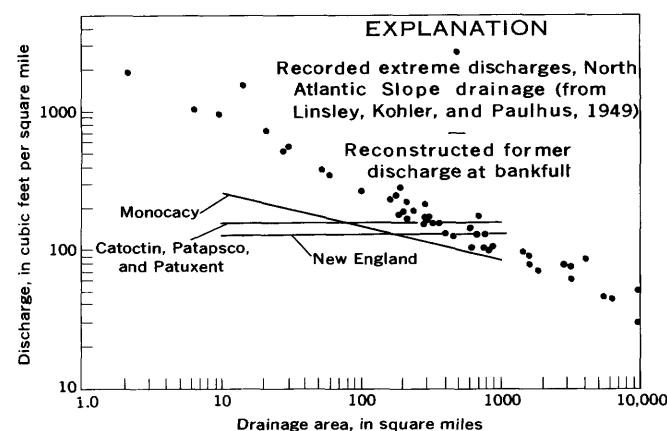 EXPLANATION
Recorded extreme discharges, North
Atlantic Slope drainage (from
Linsley, Kohler, and Paulhus, 1949)
Reconstructed former
discharge at bankfull
Discharge, in cubic feet per square mile
1000
100
10
Monocacy
Catoctin, Patapsco,
and Patuxent
New England
1.0
10
100
1000
10,000
Drainage area, in square miles